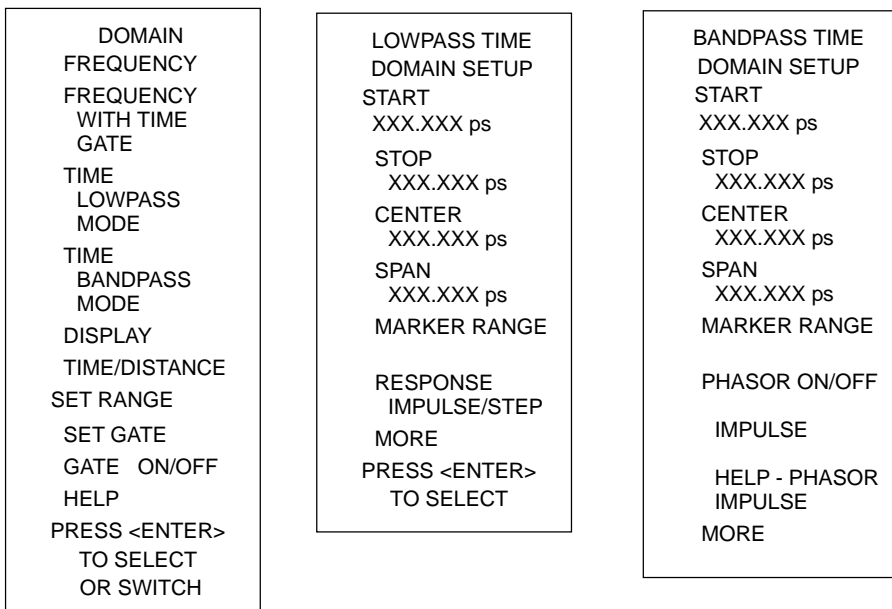 DOMAIN
FREQUENCY
FREQUENCY
WITH TIME
GATE
TIME
LOWPASS
MODE
TIME
BANDPASS
MODE
DISPLAY
TIME/DISTANCE
SET RANGE
SET GATE
GATE ON/OFF
HELP
PRESS <ENTER>
TO SELECT
OR SWITCH
LOWPASS TIME
DOMAIN SETUP
START
XXX.XXX ps
STOP
XXX.XXX ps
CENTER
XXX.XXX ps
SPAN
XXX.XXX ps
MARKER RANGE
RESPONSE
IMPULSE/STEP
MORE
PRESS <ENTER>
TO SELECT
BANDPASS TIME
DOMAIN SETUP
START
XXX.XXX ps
STOP
XXX.XXX ps
CENTER
XXX.XXX ps
SPAN
XXX.XXX ps
MARKER RANGE
PHASOR ON/OFF
IMPULSE
HELP - PHASOR
IMPULSE
MORE